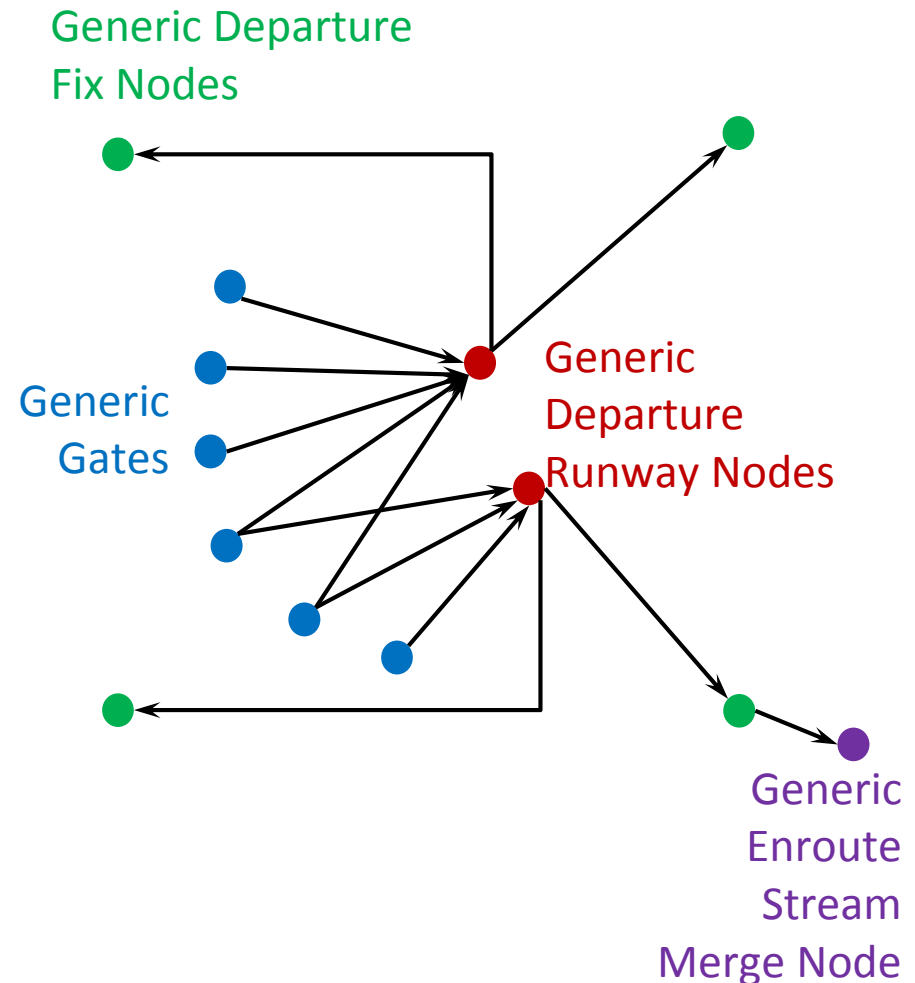 Generic Departure
Fix Nodes
Generic
Gates
Generic
Departure
Runway Nodes
Generic
Enroute
Stream
Merge Node